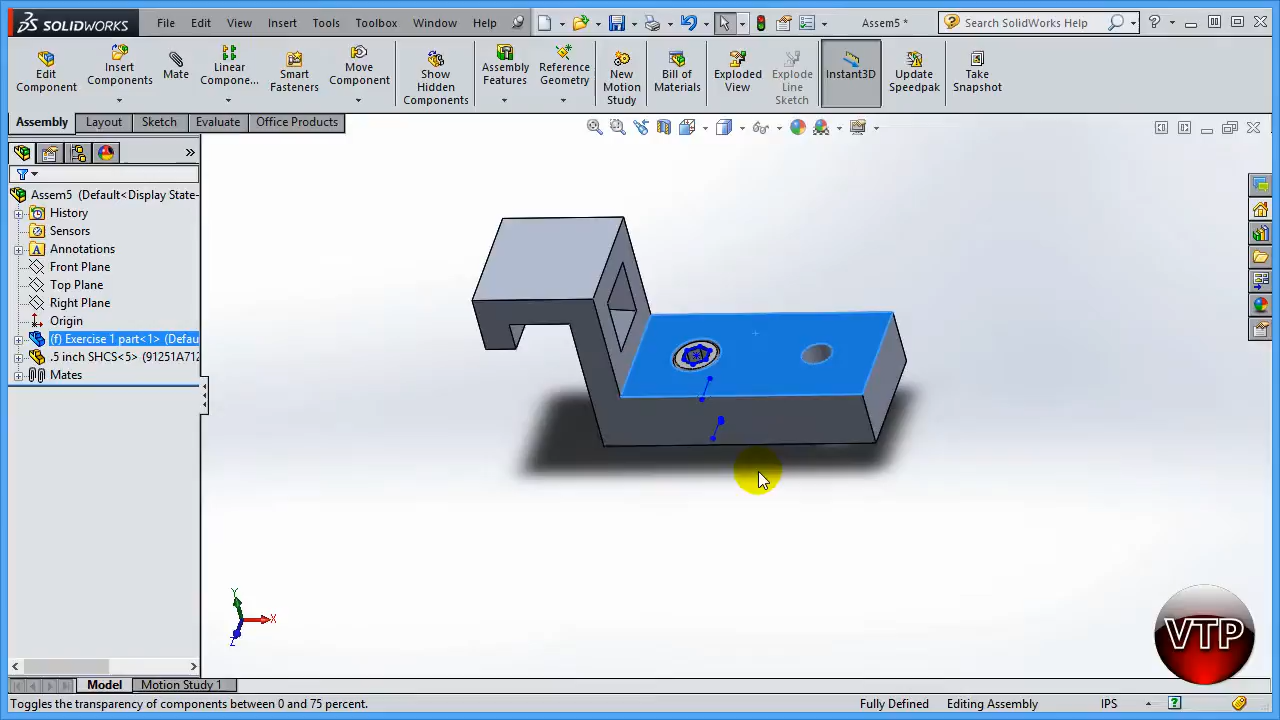 SOLIDWORKS
File Edit View Insert Tools Toolbox Window Help
Assem5 *
Search SolidWorks Help
Edit Component
Insert Components
Mate
Linear Compone...
Smart Fasteners
Move Component
Show Hidden Components
Assembly Features
Reference Geometry
New Motion Study
Bill of Materials
Exploded View
Explode Line Sketch
Instant3D
Update Speedpak
Take Snapshot
Assembly Layout Sketch Evaluate Office Products
Assem5 (Default<Display State-
History
Sensors
Annotations
Front Plane
Top Plane
Right Plane
Origin
(f) Exercise 1 part<1> (Defau
.5 inch SHCS<5> (91251A712
Mates
Y
X
Z
VTP
Model Motion Study 1
Toggles the transparency of components between 0 and 75 percent.
Fully Defined Editing Assembly IPS